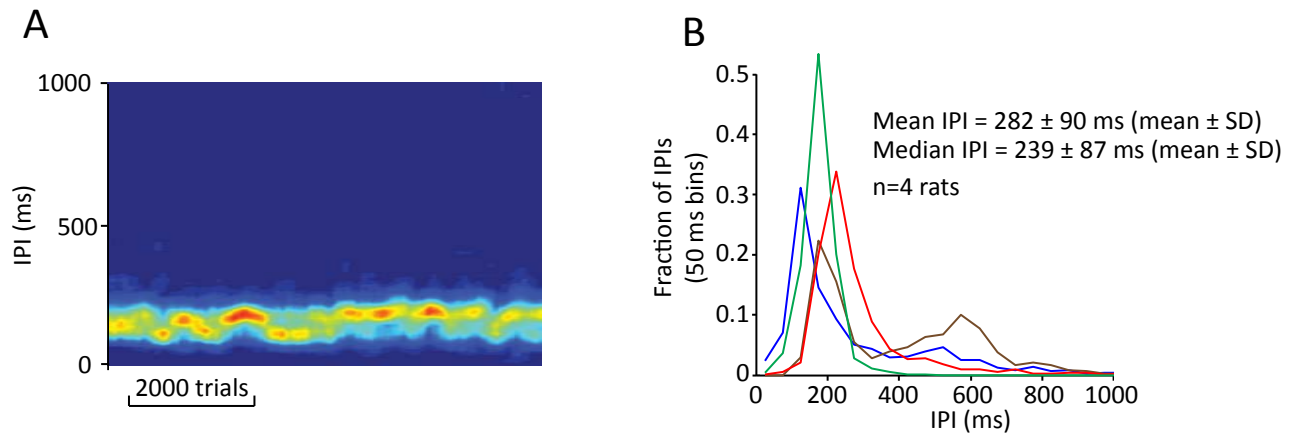 A
IPI (ms)
1000
500
0
2000 trials
B
Fraction of IPIs
(50 ms bins)
0.5
0.4
0.3
0.2
0.1
0
Mean IPI = 282 ± 90 ms (mean ± SD)
Median IPI = 239 ± 87 ms (mean ± SD)
n=4 rats
0 200 400 600 800 1000
IPI (ms)